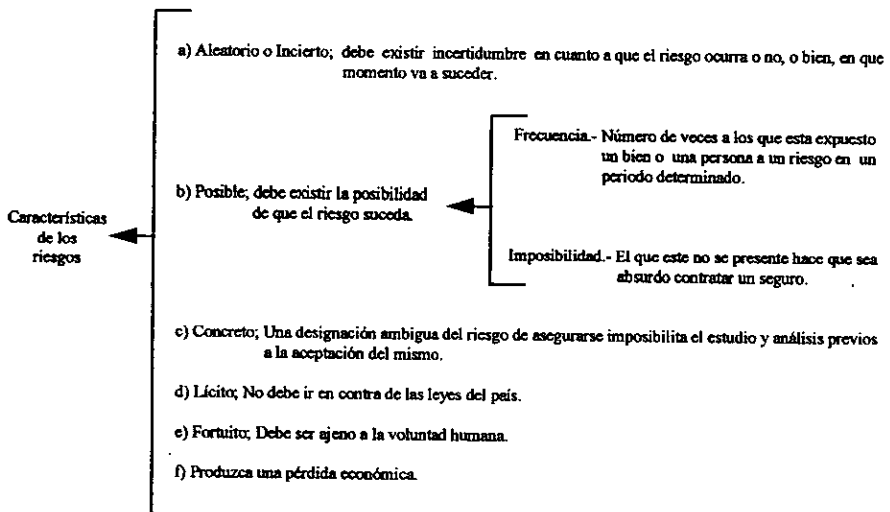 a) Aleatorio o Incierto; debe existir incertidumbre en cuanto a que el riesgo ocurra o no, o bien, en que
momento va a suceder.
Frecuencia.- Número de veces a los que esta expuesto
un bien o una persona a un riesgo en un
periodo determinado.
b) Posible; debe existir la posibilidad
de que el riesgo suceda.
Características
de los
riesgos
Imposibilidad.- El que este no se presente hace que sea
absurdo contratar un seguro.
c) Concreto; Una designación ambigua del riesgo de asegurarse imposibilita el estudio y análisis previos
a la aceptación del mismo.
d) Lícito; No debe ir en contra de las leyes del país.
e) Fortuito; Debe ser ajeno a la voluntad humana.
f) Produzca una pérdida económica.